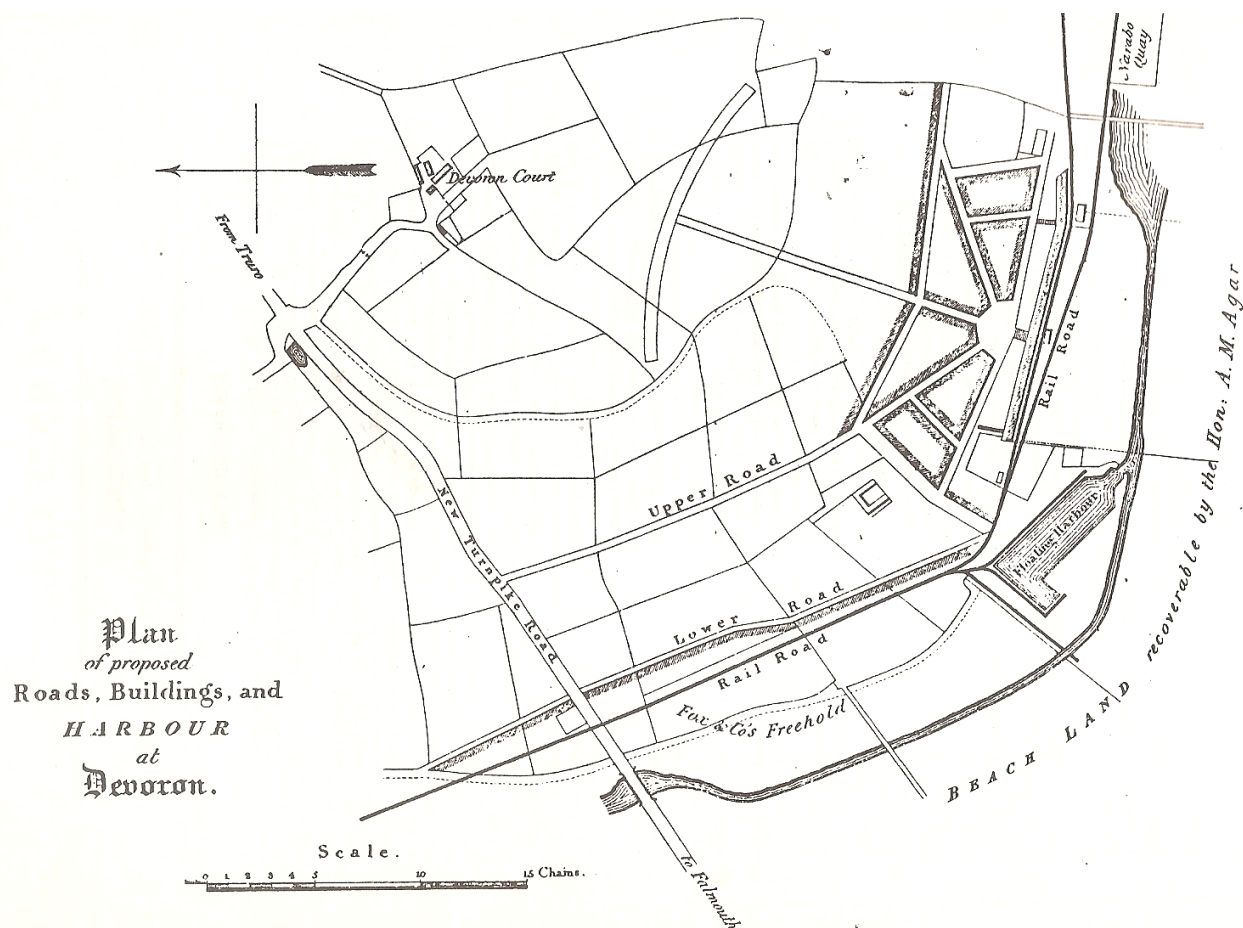 Narabo
Quay
Devoron Court
From Truro
Rail Road
recoverable by the Hon: A. M. Agar
Upper Road
New Turnpike Road
Floating Harbour
Lower Road
Rail Road
Fox & Co's Freehold
BEACH LAND
Plan
of proposed
Roads, Buildings, and
HARBOUR
at
Devoron.
Scale.
0 1 2 3 4 5 10 15 Chains.
To Falmouth